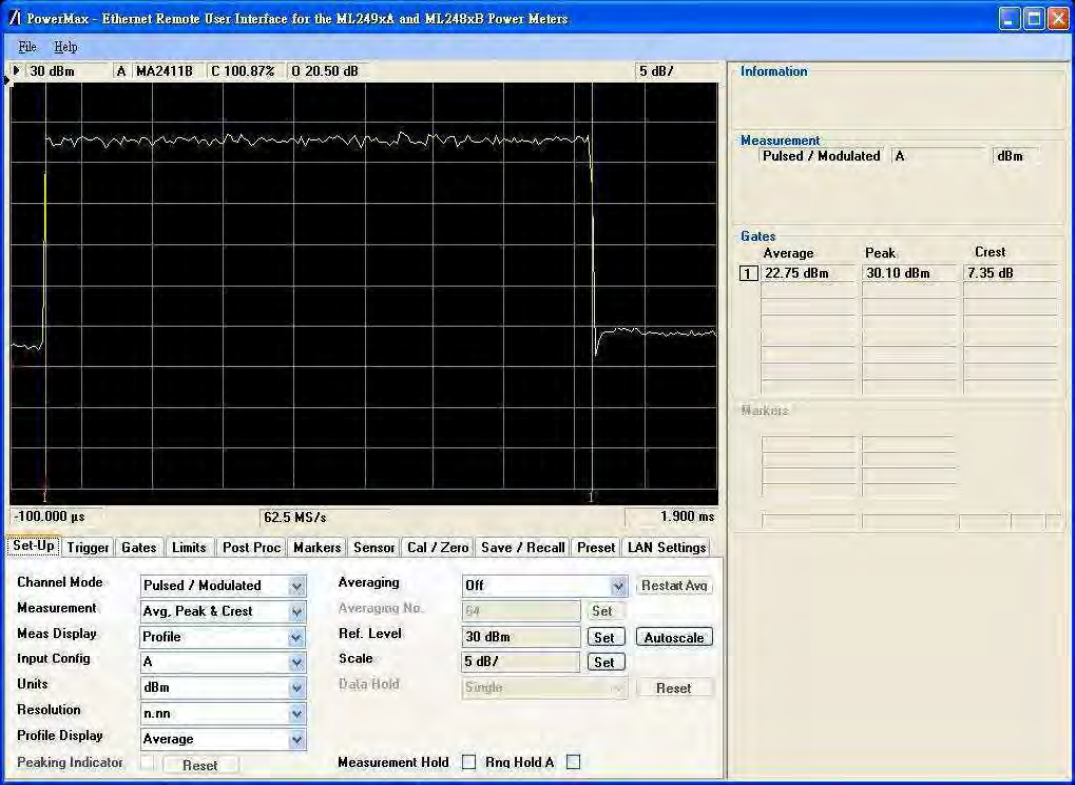 PowerMax - Ethernet Remote User Interface for the ML249xA and ML248xB Power Meters
File Help
30 dBm A MA2411B C 100.87% O 20.50 dB 5 dB/
1 1
-100.000 µs 62.5 MS/s 1.900 ms
Information
Measurement
Pulsed / Modulated A dBm
Gates
Average Peak Crest
1 22.75 dBm 30.10 dBm 7.35 dB
Markers
Set-Up Trigger Gates Limits Post Proc Markers Sensor Cal / Zero Save / Recall Preset LAN Settings
Channel Mode Pulsed / Modulated Averaging Off Restart Avg
Measurement Avg, Peak & Crest Averaging No. 64 Set
Meas Display Profile Ref. Level 30 dBm Set Autoscale
Input Config A Scale 5 dB/ Set
Units dBm Data Hold Single Reset
Resolution n.nn
Profile Display Average
Peaking Indicator Reset Measurement Hold Rng Hold A